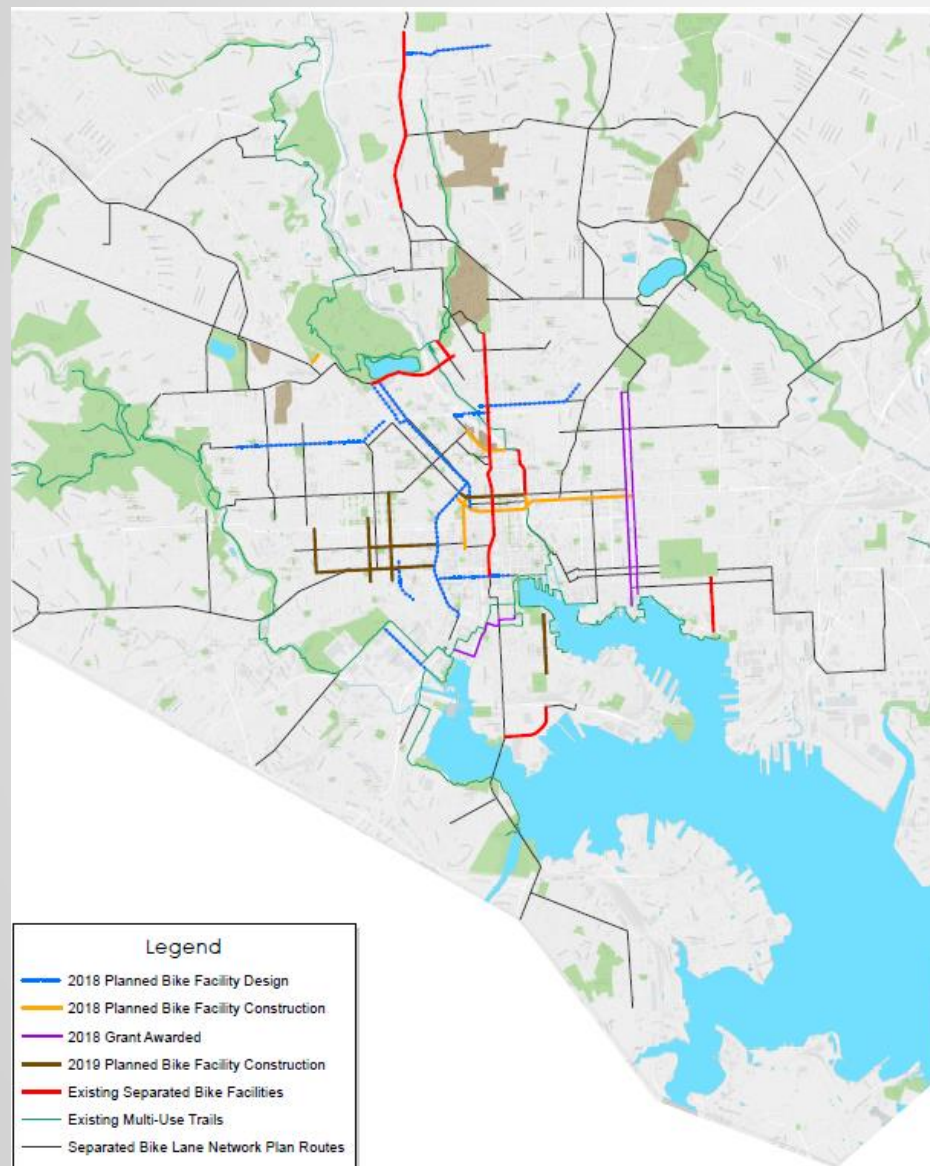 Legend
2018 Planned Bike Facility Design
2018 Planned Bike Facility Construction
2018 Grant Awarded
2019 Planned Bike Facility Construction
Existing Separated Bike Facilities
Existing Multi-Use Trails
Separated Bike Lane Network Plan Routes